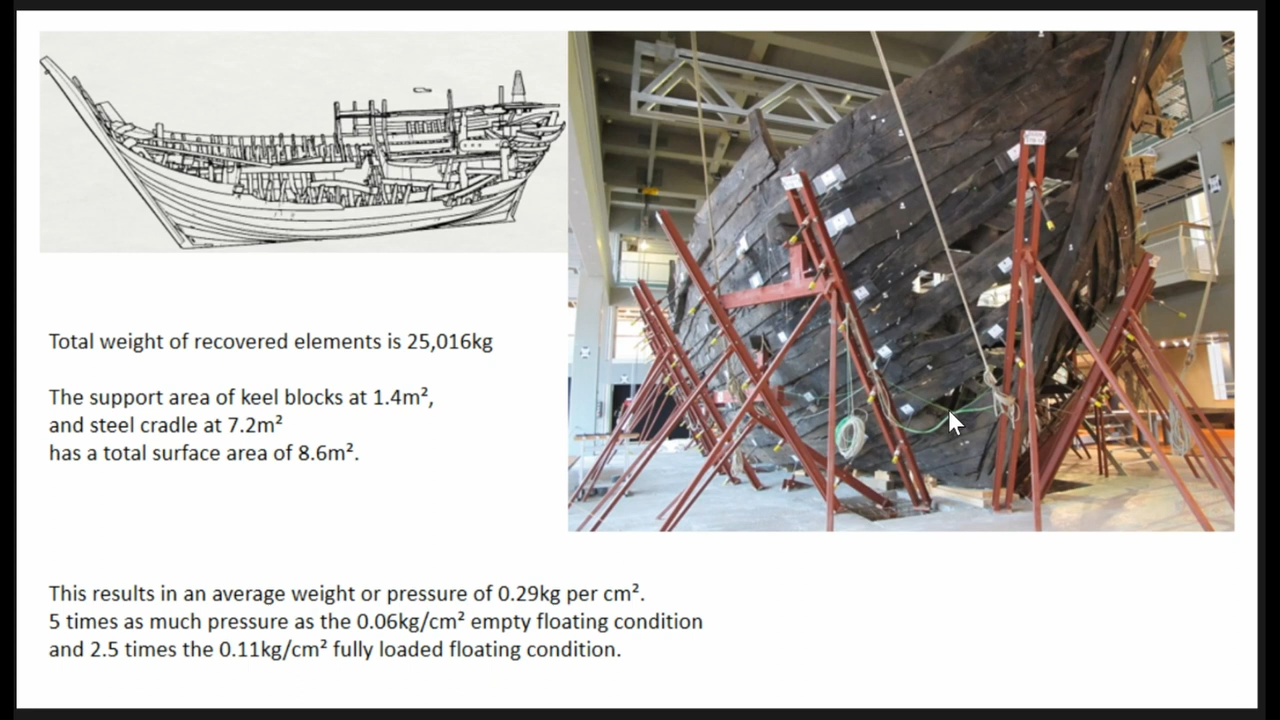 Total weight of recovered elements is 25,016kg
The support area of keel blocks at 1.4m²,
and steel cradle at 7.2m²
has a total surface area of 8.6m².
This results in an average weight or pressure of 0.29kg per cm².
5 times as much pressure as the 0.06kg/cm² empty floating condition
and 2.5 times the 0.11kg/cm² fully loaded floating condition.